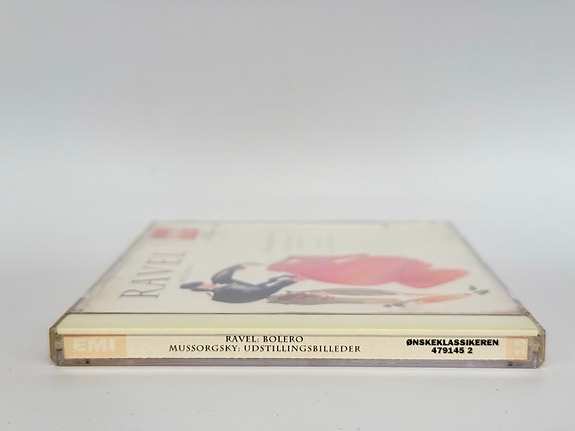 RAVEL
EMI
RAVEL: BOLERO
MUSSORGSKY: UDSTILLINGSBILLEDER
ØNSKEKLASSIKEREN
479145 2